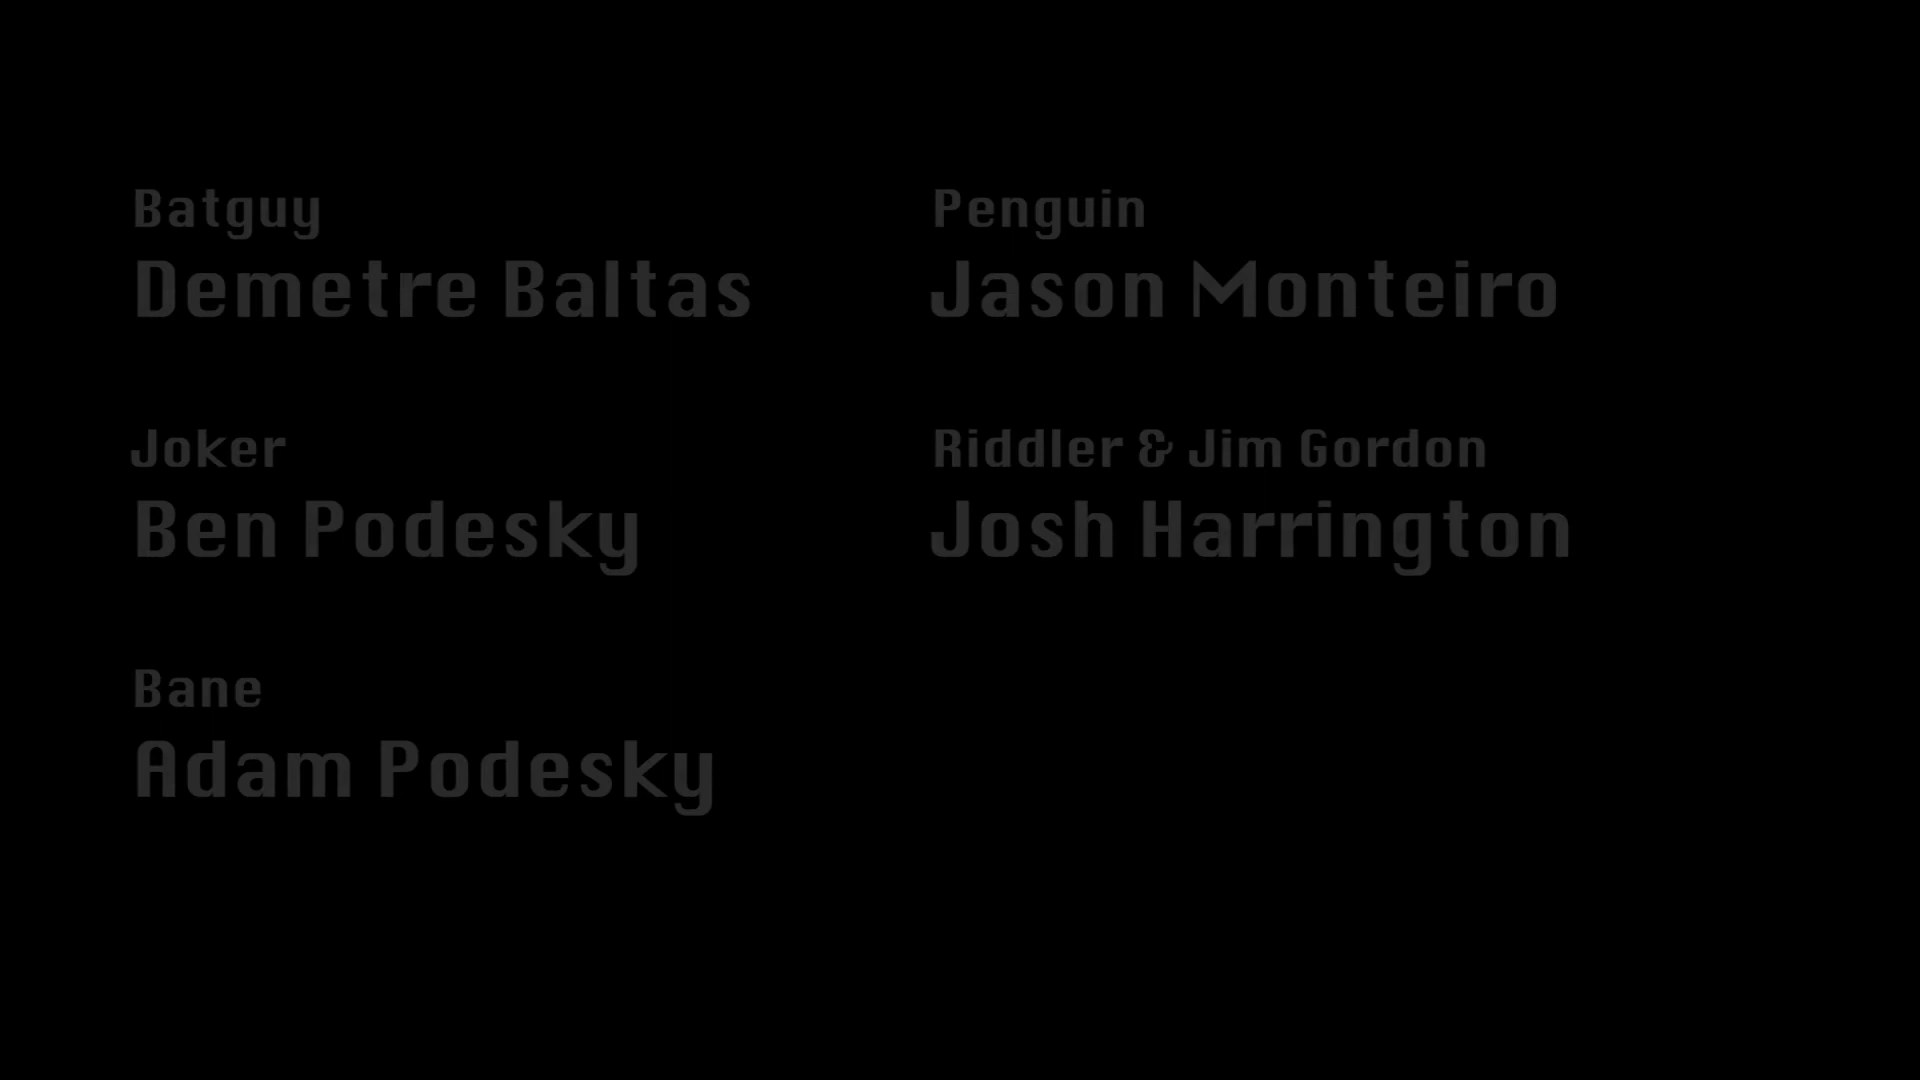 Batguy
Demetre Baltas
Joker
Ben Podesky
Bane
Adam Podesky
Penguin
Jason Monteiro
Riddler & Jim Gordon
Josh Harrington